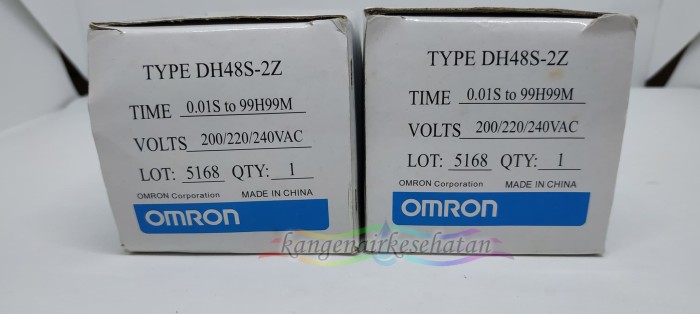 TYPE DH48S-2Z
TIME 0.01S to 99H99M
VOLTS 200/220/240VAC
LOT: 5168 QTY: 1
OMRON Corporation MADE IN CHINA
OMRON
TYPE DH48S-2Z
TIME 0.01S to 99H99M
VOLTS 200/220/240VAC
LOT: 5168 QTY: 1
OMRON Corporation MADE IN CHINA
OMRON
kangenairkesehatan